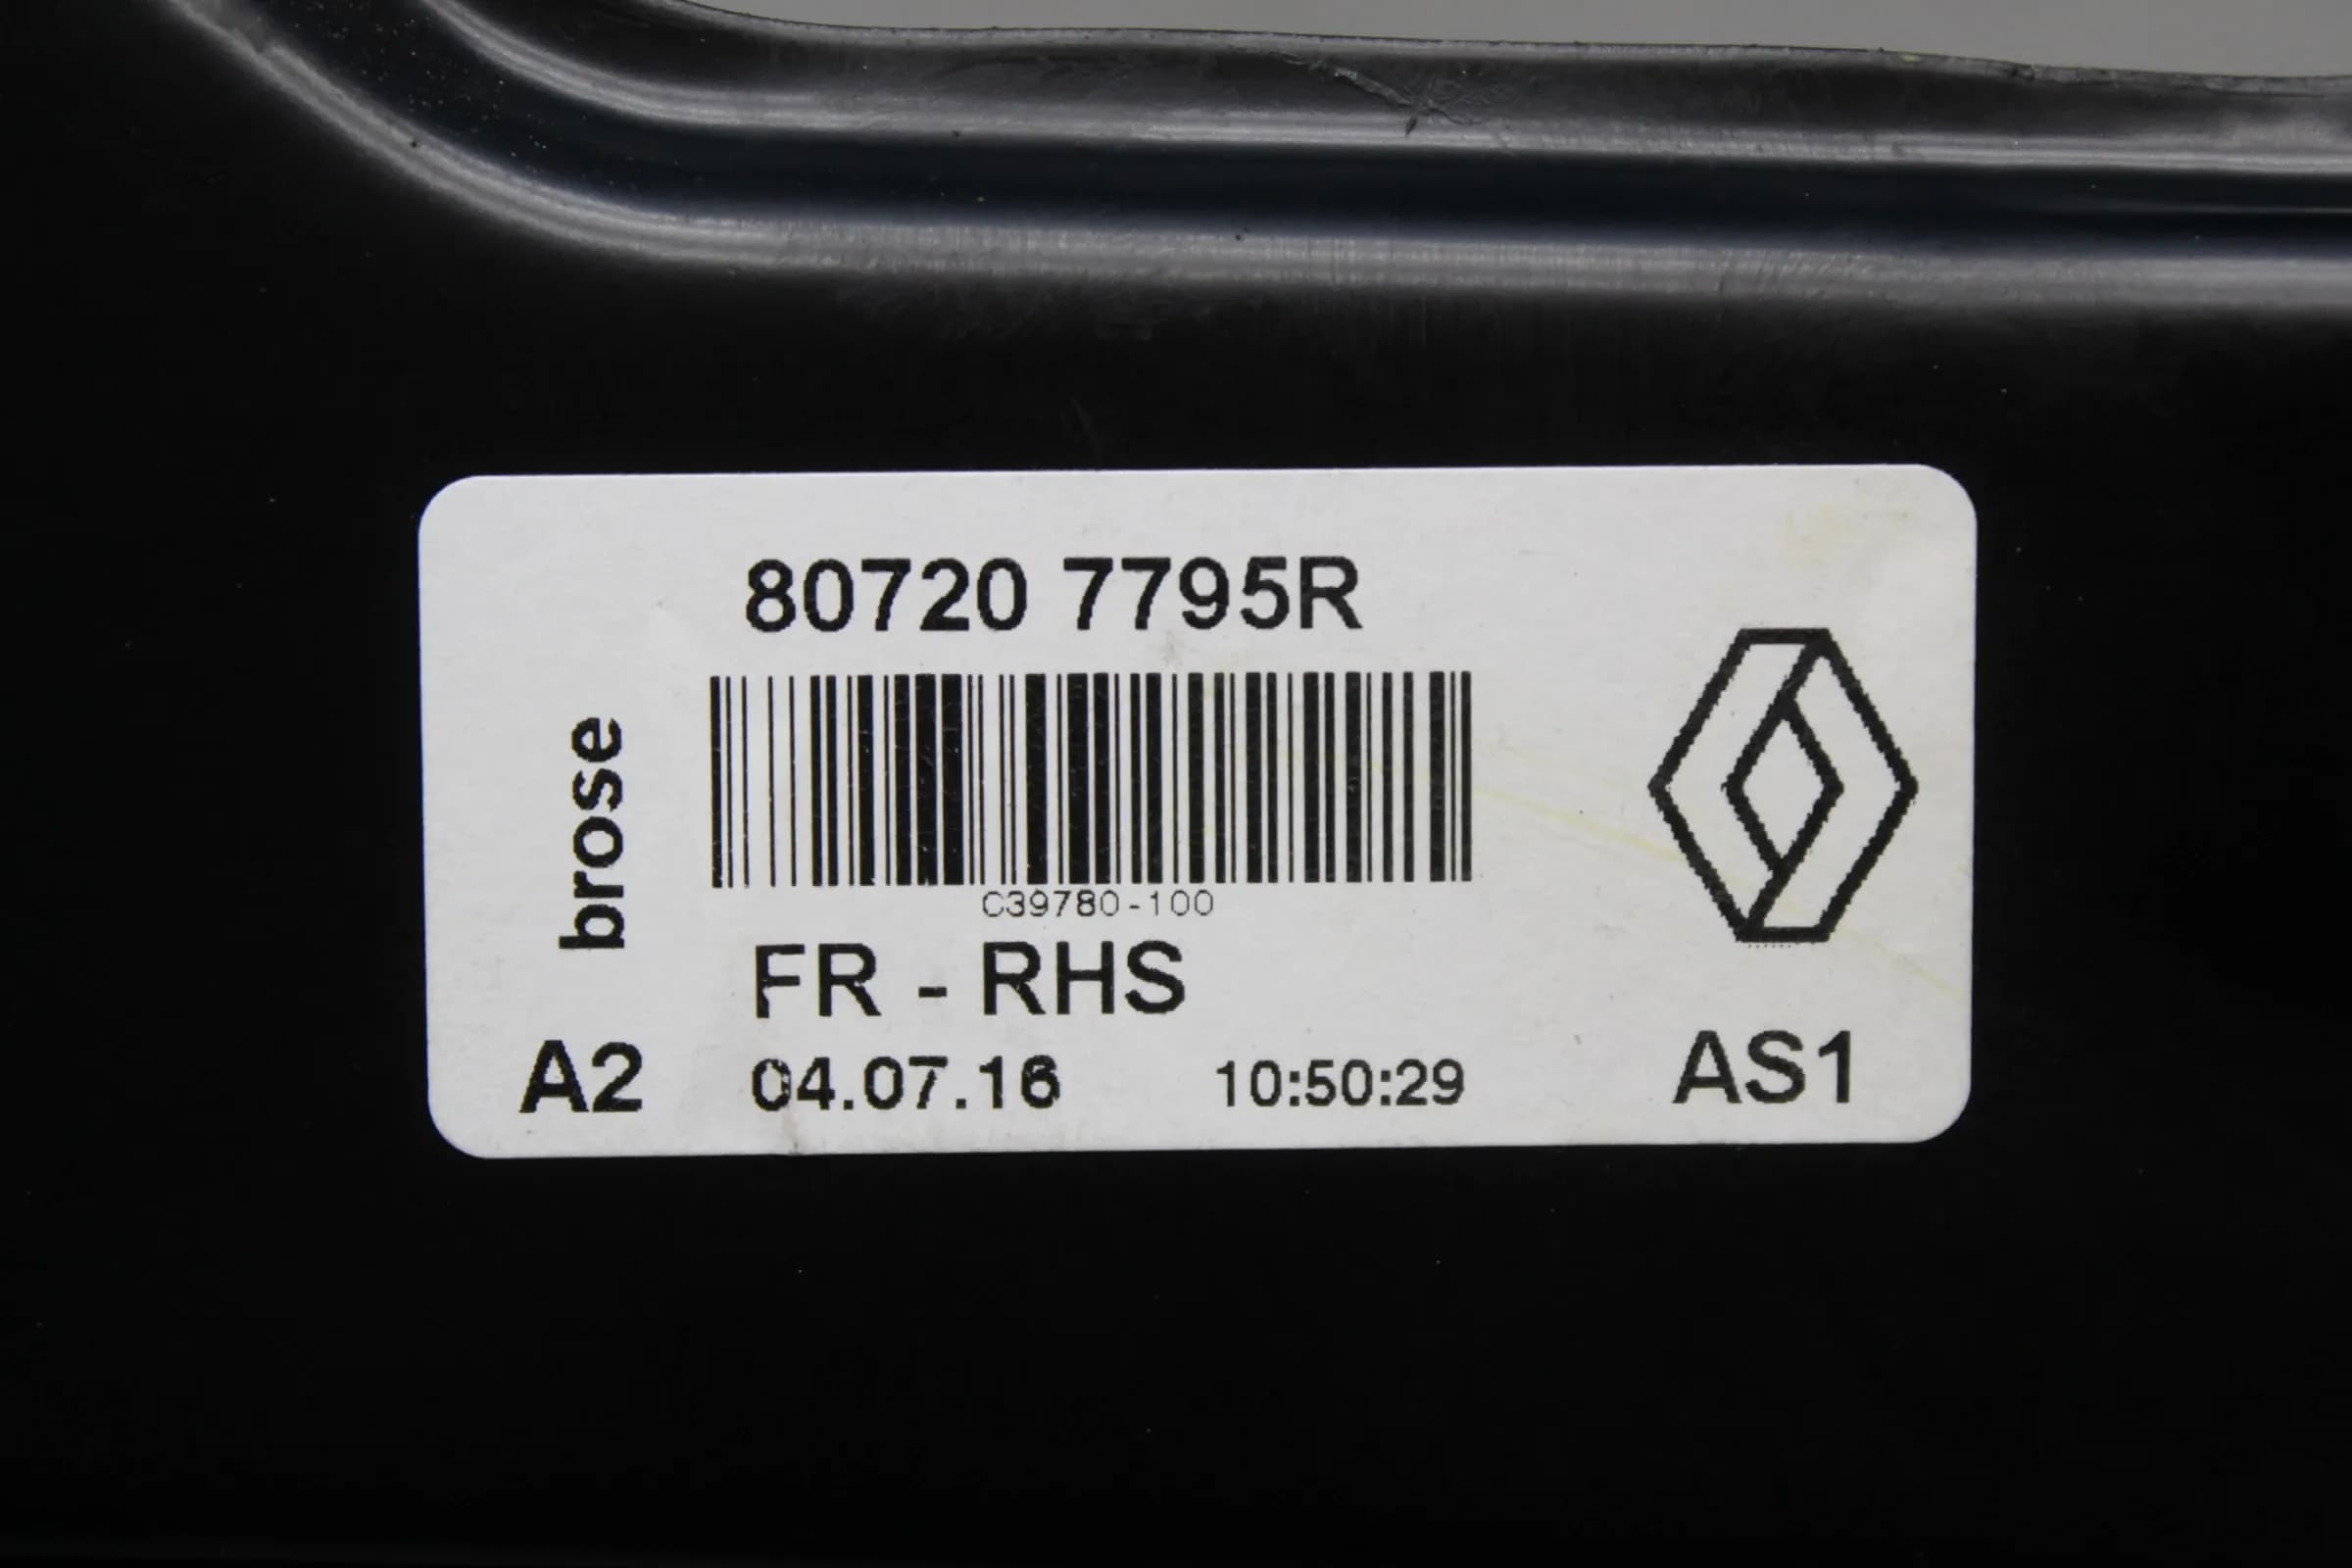 80720 7795R
brose
C39780-100
FR - RHS
A2 04.07.16 10:50:29 AS1